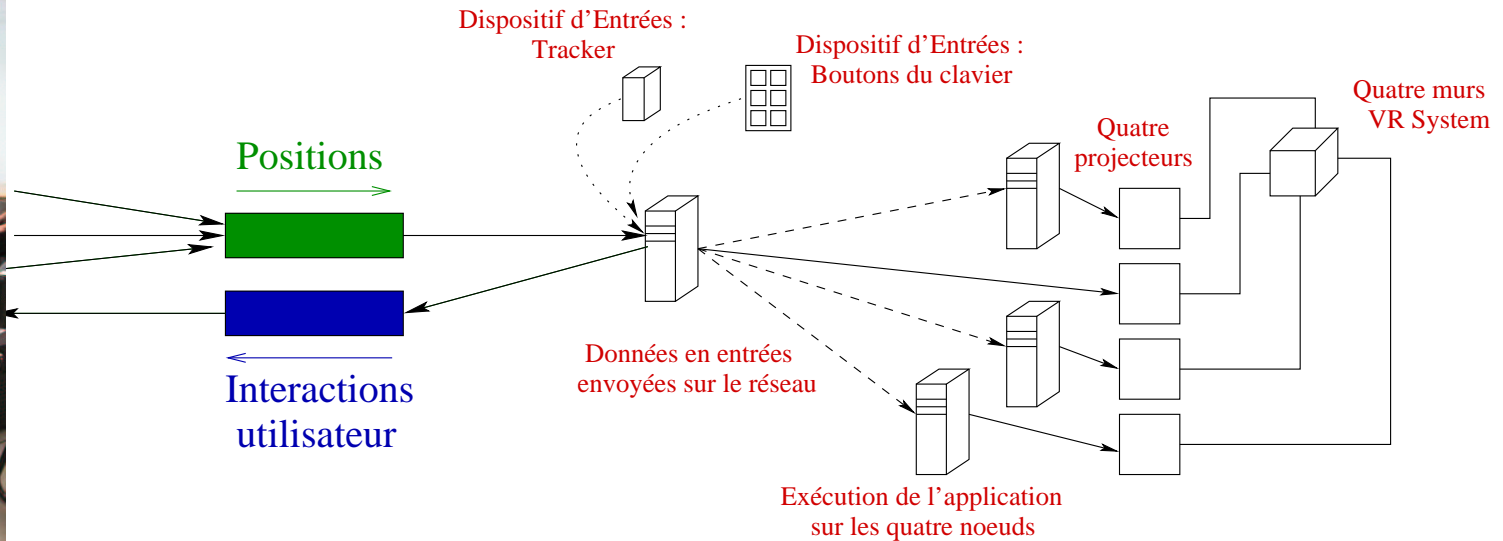 Dispositif d'Entrées :
Tracker
Dispositif d'Entrées :
Boutons du clavier
Quatre murs
VR System
Quatre
projecteurs
Positions
Données en entrées
envoyées sur le réseau
Interactions
utilisateur
Exécution de l'application
sur les quatre noeuds